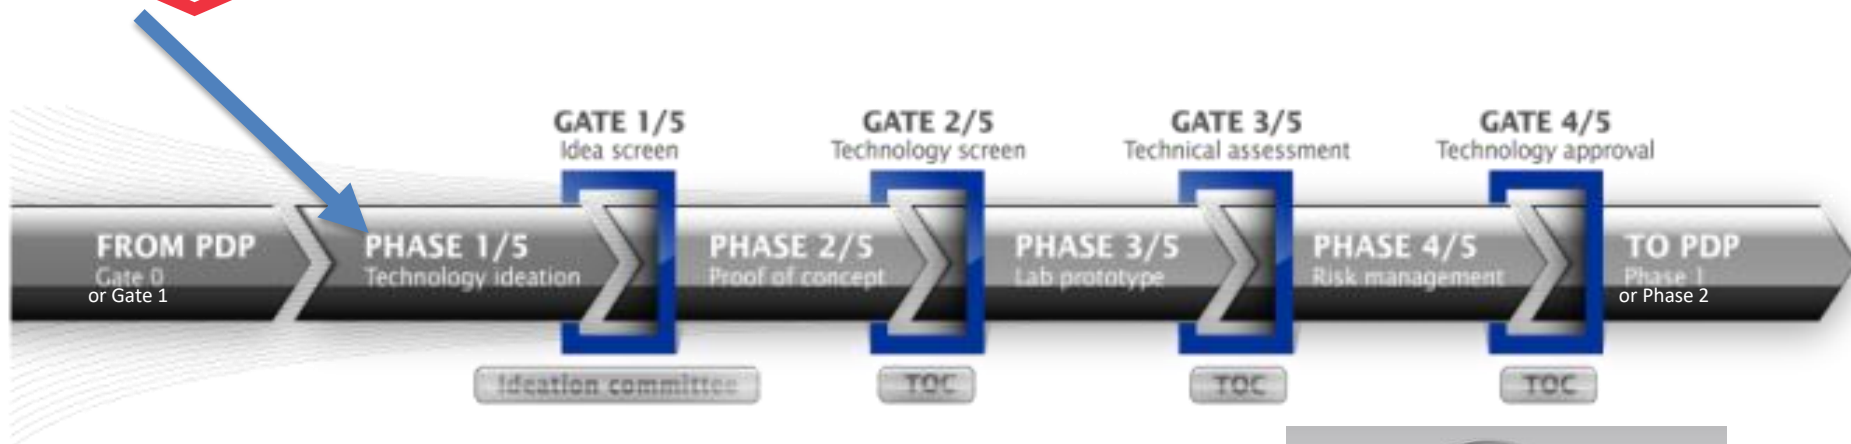 GATE 1/5
Idea screen
GATE 2/5
Technology screen
GATE 3/5
Technical assessment
GATE 4/5
Technology approval
FROM PDP
Gate 0
or Gate 1
PHASE 1/5
Technology ideation
PHASE 2/5
Proof of concept
PHASE 3/5
Lab prototype
PHASE 4/5
Risk management
TO PDP
Phase 1
or Phase 2
Ideation committee
TOC
TOC
TOC